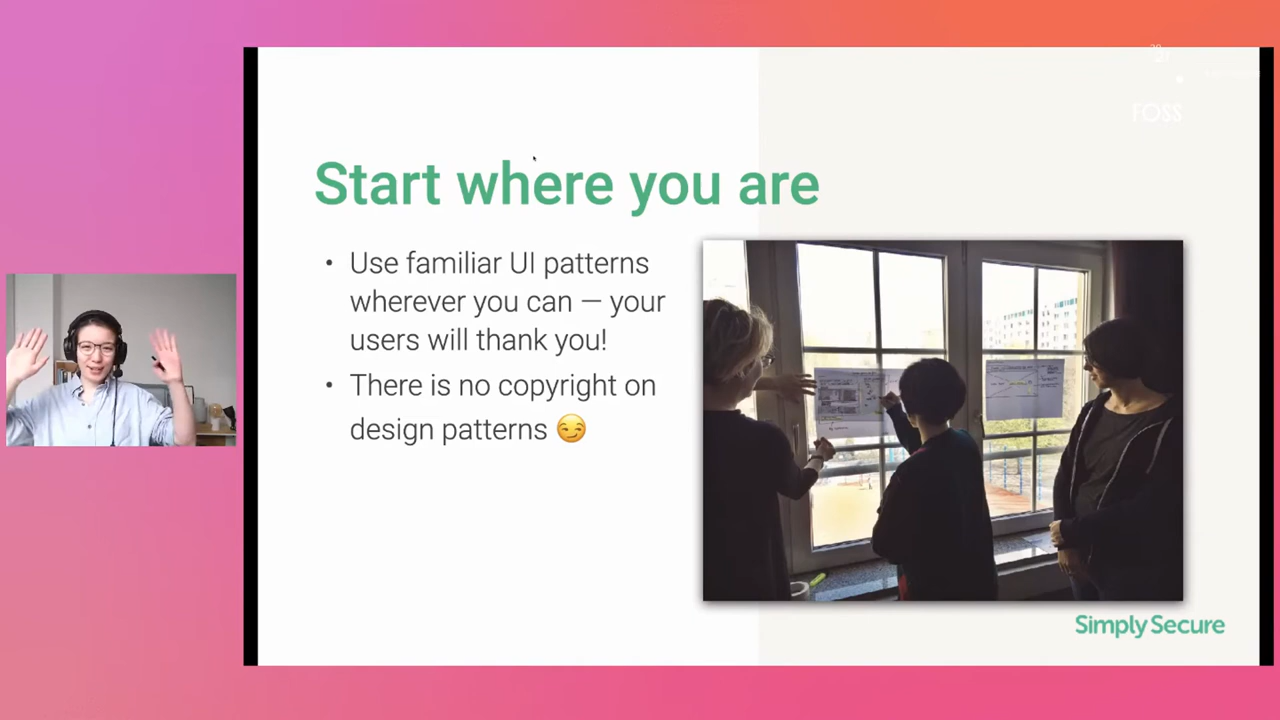 FOSS
Start where you are
• Use familiar UI patterns
wherever you can — your
users will thank you!
• There is no copyright on
design patterns 😏
Simply Secure